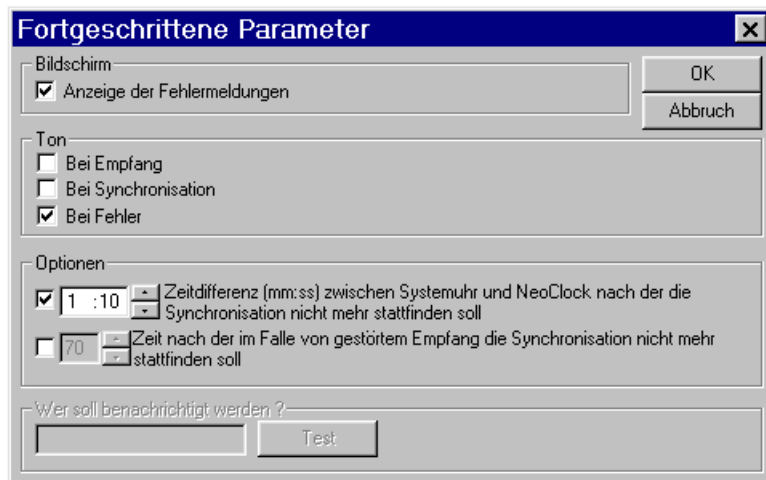 Fortgeschrittene Parameter
Bildschirm
Anzeige der Fehlermeldungen
OK
Abbruch
Ton
Bei Empfang
Bei Synchronisation
Bei Fehler
Optionen
1 :10 Zeitdifferenz (mm:ss) zwischen Systemuhr und NeoClock nach der die
Synchronisation nicht mehr stattfinden soll
70 Zeit nach der im Falle von gestörtem Empfang die Synchronisation nicht mehr
stattfinden soll
Wer soll benachrichtigt werden ?
Test